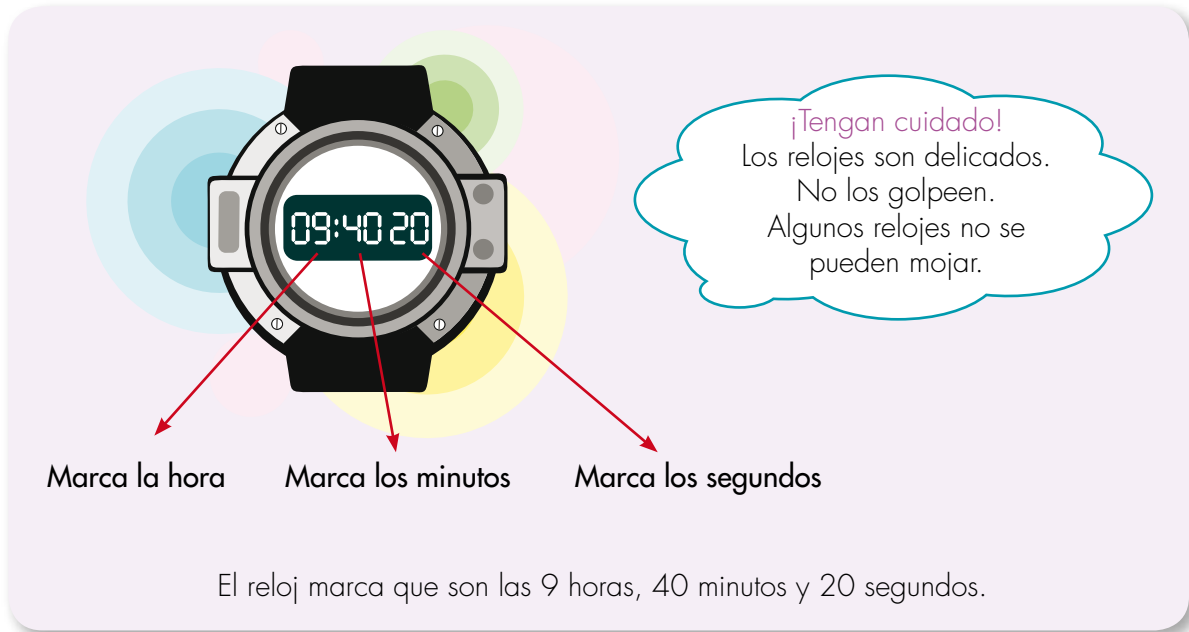 09:40 20
¡Tengan cuidado!
Los relojes son delicados.
No los golpeen.
Algunos relojes no se
pueden mojar.
Marca la hora
Marca los minutos
Marca los segundos
El reloj marca que son las 9 horas, 40 minutos y 20 segundos.